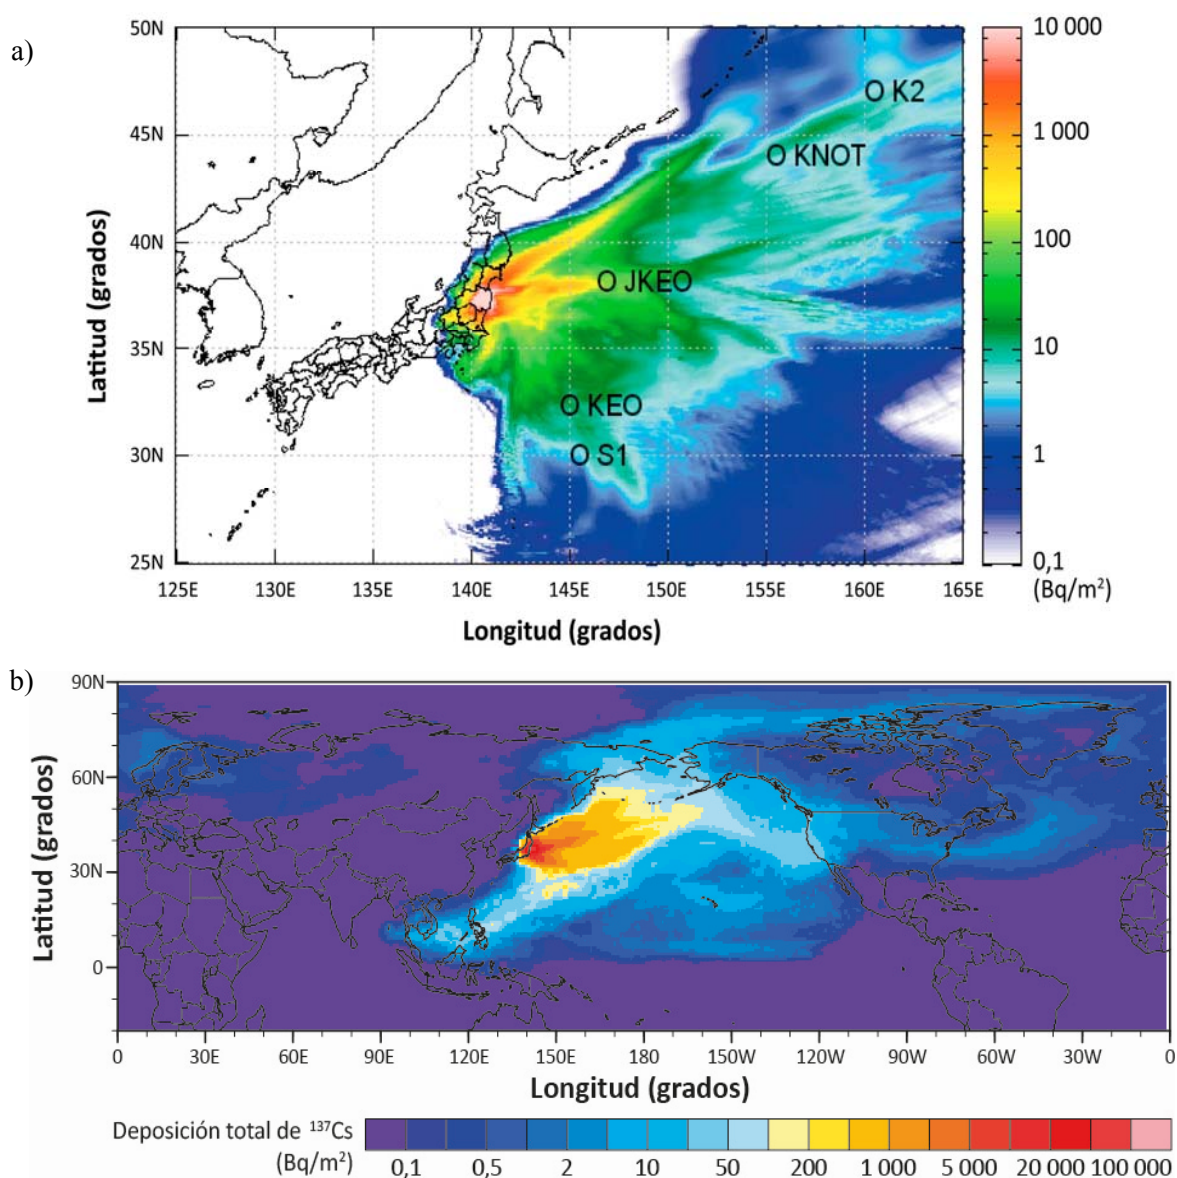 a)
50N
45N
40N
35N
30N
25N
Latitud (grados)
O K2
O KNOT
O JKEO
O KEO
O S1
125E 130E 135E 140E 145E 150E 155E 160E 165E
Longitud (grados)
10 000
1 000
100
10
1
0,1
(Bq/m²)
b)
90N
60N
30N
0
Latitud (grados)
0 30E 60E 90E 120E 150E 180 150W 120W 90W 60W 30W 0
Longitud (grados)
Deposición total de ¹³⁷Cs
(Bq/m²)
0,1 0,5 2 10 50 200 1 000 5 000 20 000 100 000